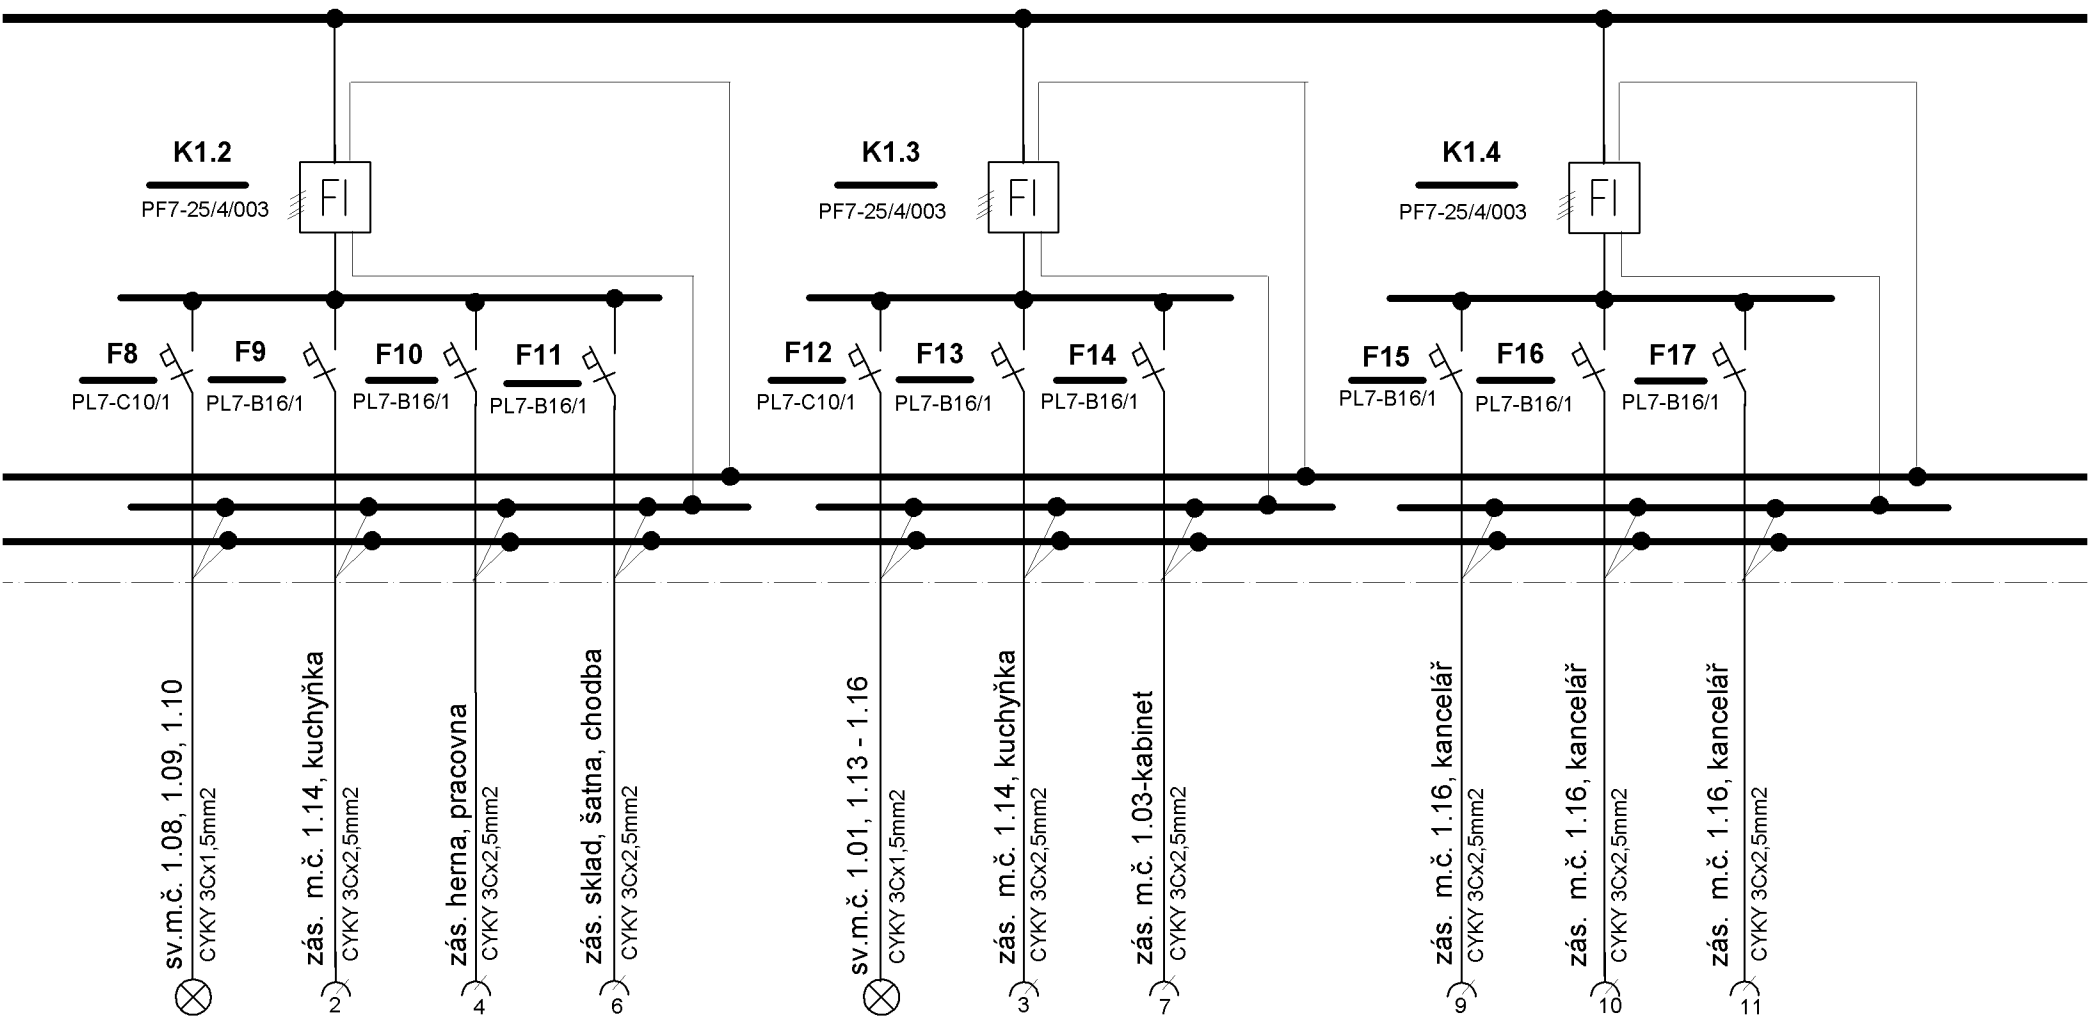 K1.2
PF7-25/4/003
FI
K1.3
PF7-25/4/003
FI
K1.4
PF7-25/4/003
FI
F8
PL7-C10/1
F9
PL7-B16/1
F10
PL7-B16/1
F11
PL7-B16/1
F12
PL7-C10/1
F13
PL7-B16/1
F14
PL7-B16/1
F15
PL7-B16/1
F16
PL7-B16/1
F17
PL7-B16/1
sv.m.č. 1.08, 1.09, 1.10
CYKY 3Cx1,5mm2
zás. m.č. 1.14, kuchyňka
CYKY 3Cx2,5mm2
2
zás. herna, pracovna
CYKY 3Cx2,5mm2
4
zás. sklad, šatna, chodba
CYKY 3Cx2,5mm2
6
sv.m.č. 1.01, 1.13 - 1.16
CYKY 3Cx1,5mm2
zás. m.č. 1.14, kuchyňka
CYKY 3Cx2,5mm2
3
zás. m.č. 1.03-kabinet
CYKY 3Cx2,5mm2
7
zás. m.č. 1.16, kancelář
CYKY 3Cx2,5mm2
9
zás. m.č. 1.16, kancelář
CYKY 3Cx2,5mm2
10
zás. m.č. 1.16, kancelář
CYKY 3Cx2,5mm2
11